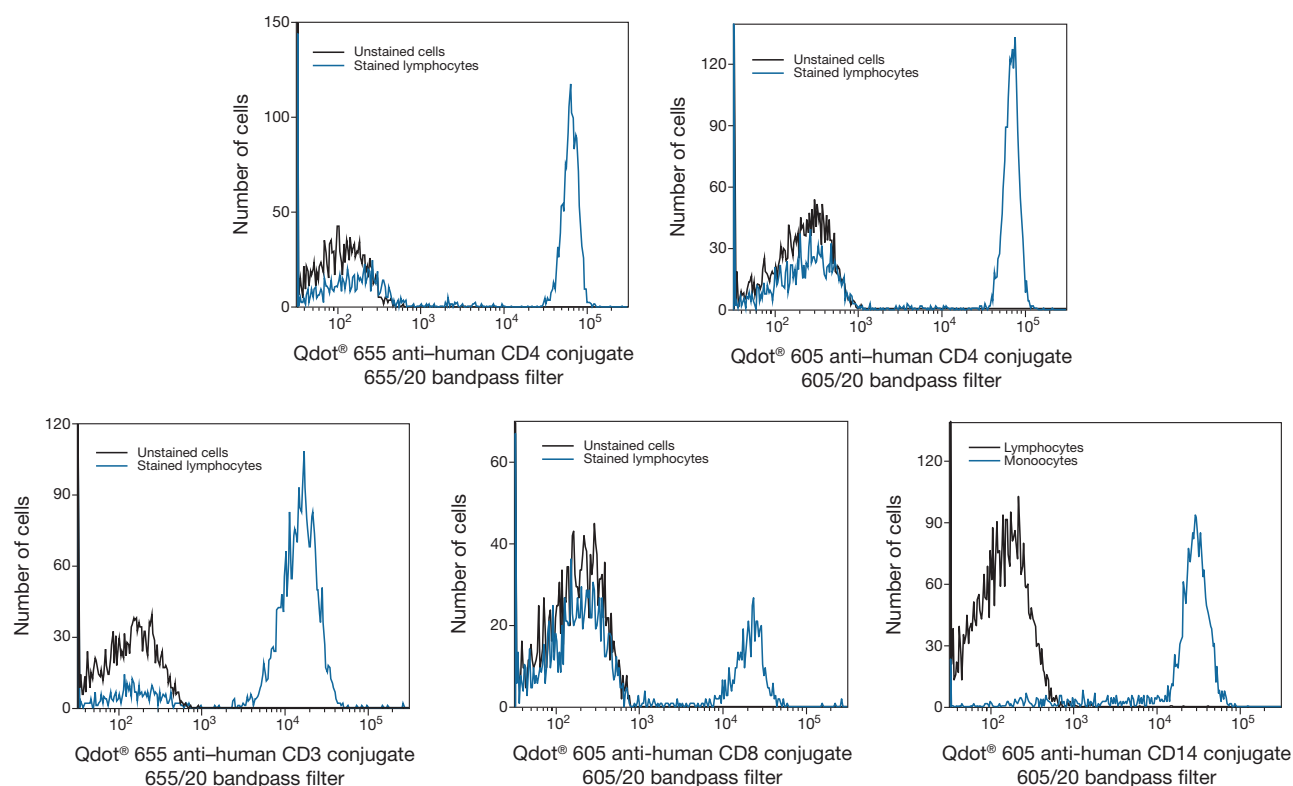 150
100
50
0
Number of cells
Unstained cells
Stained lymphocytes
10² 10³ 10⁴ 10⁵
Qdot® 655 anti–human CD4 conjugate
655/20 bandpass filter
120
90
60
30
0
Number of cells
Unstained cells
Stained lymphocytes
10² 10³ 10⁴ 10⁵
Qdot® 605 anti–human CD4 conjugate
605/20 bandpass filter
120
90
60
30
0
Number of cells
Unstained cells
Stained lymphocytes
10² 10³ 10⁴ 10⁵
Qdot® 655 anti–human CD3 conjugate
655/20 bandpass filter
60
40
20
0
Number of cells
Unstained cells
Stained lymphocytes
10² 10³ 10⁴ 10⁵
Qdot® 605 anti–human CD8 conjugate
605/20 bandpass filter
120
90
60
30
0
Number of cells
Lymphocytes
Monoocytes
10² 10³ 10⁴ 10⁵
Qdot® 605 anti-human CD14 conjugate
605/20 bandpass filter